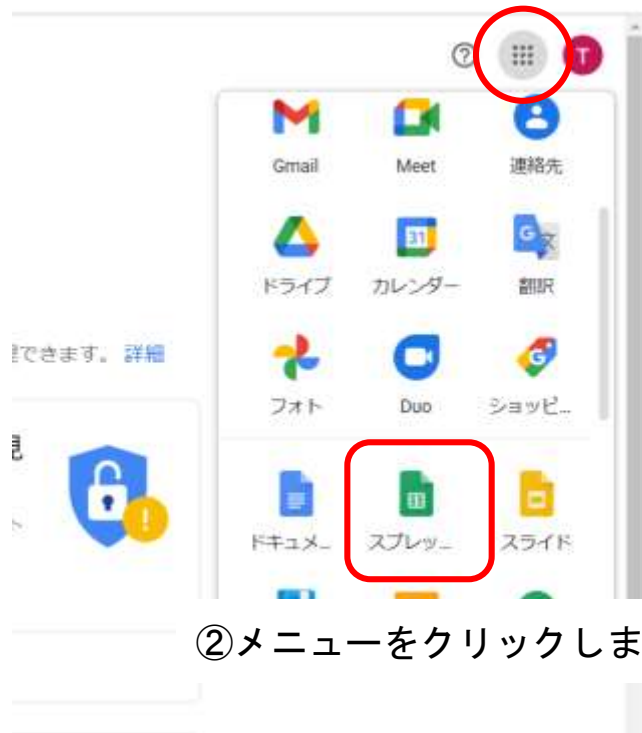 T
Gmail Meet 連絡先
31
G 文
ドライブ カレンダー 翻訳
できます。 詳細
フォト Duo ショッピ...
G
見
ドキュメ... スプレッ... スライド
②メニューをクリックしま